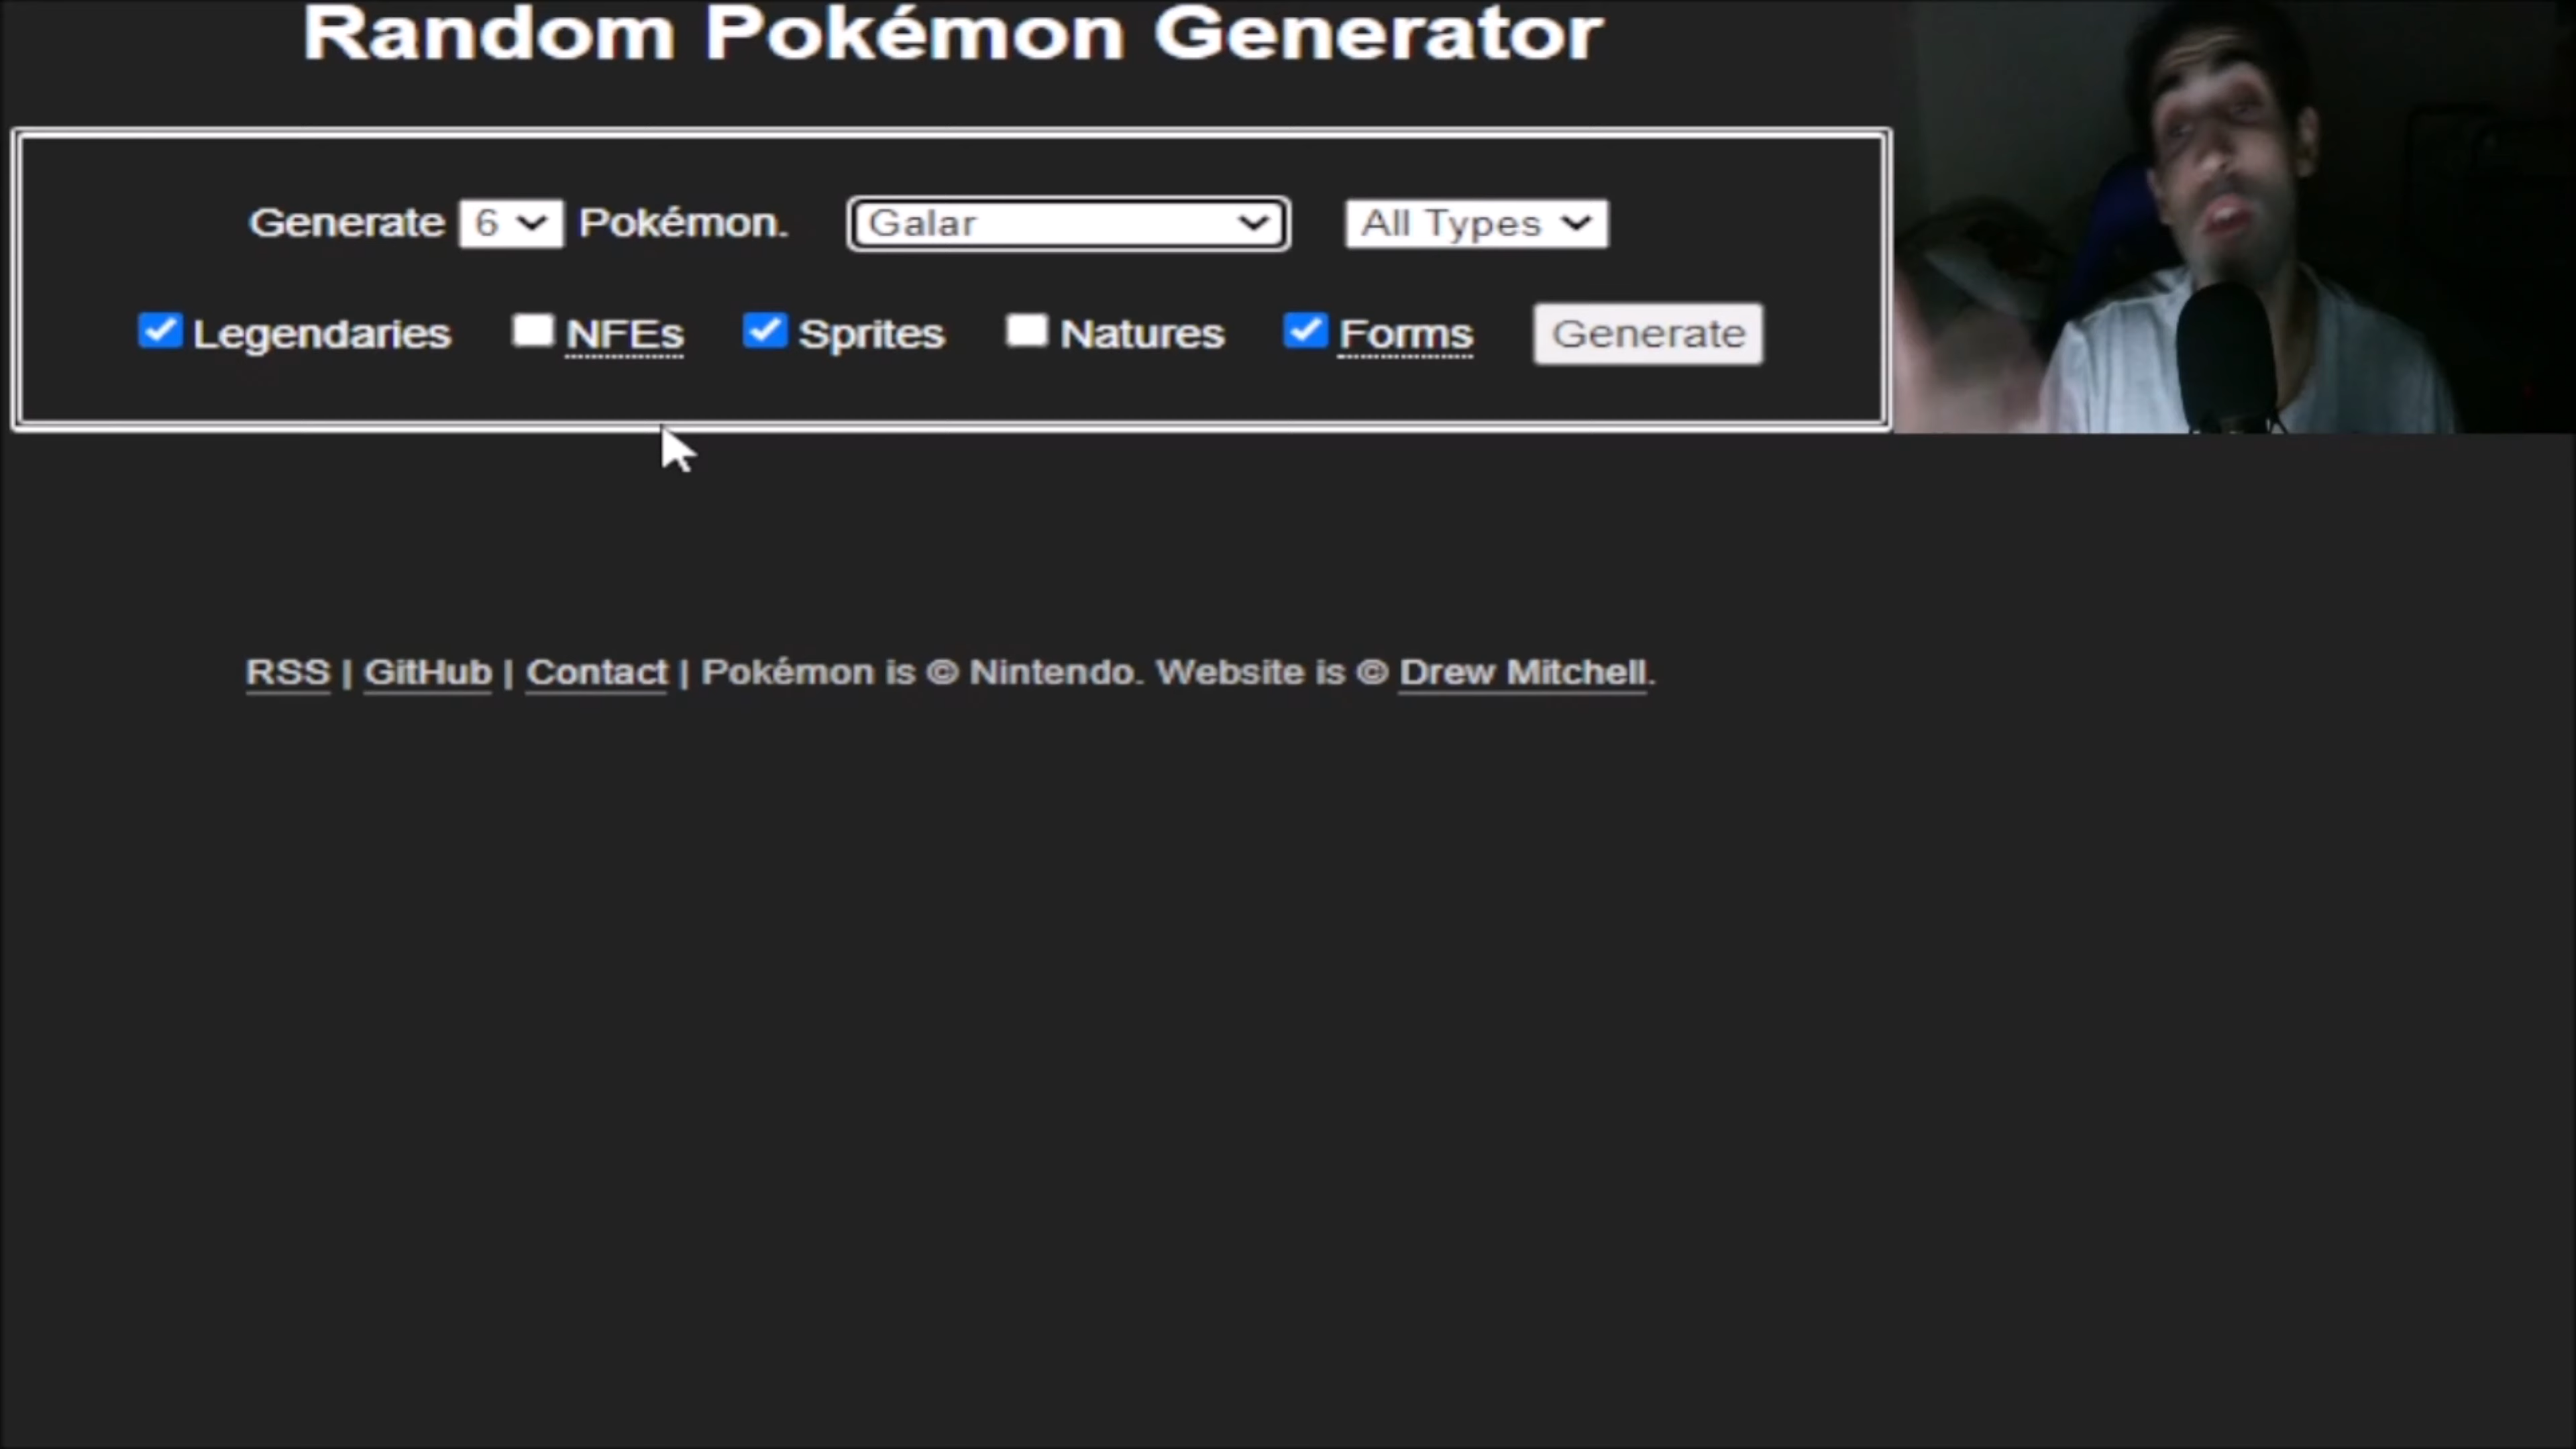 Random Pokémon Generator
Generate 6 Pokémon. Galar All Types
Legendaries NFEs Sprites Natures Forms Generate
RSS | GitHub | Contact | Pokémon is © Nintendo. Website is © Drew Mitchell.